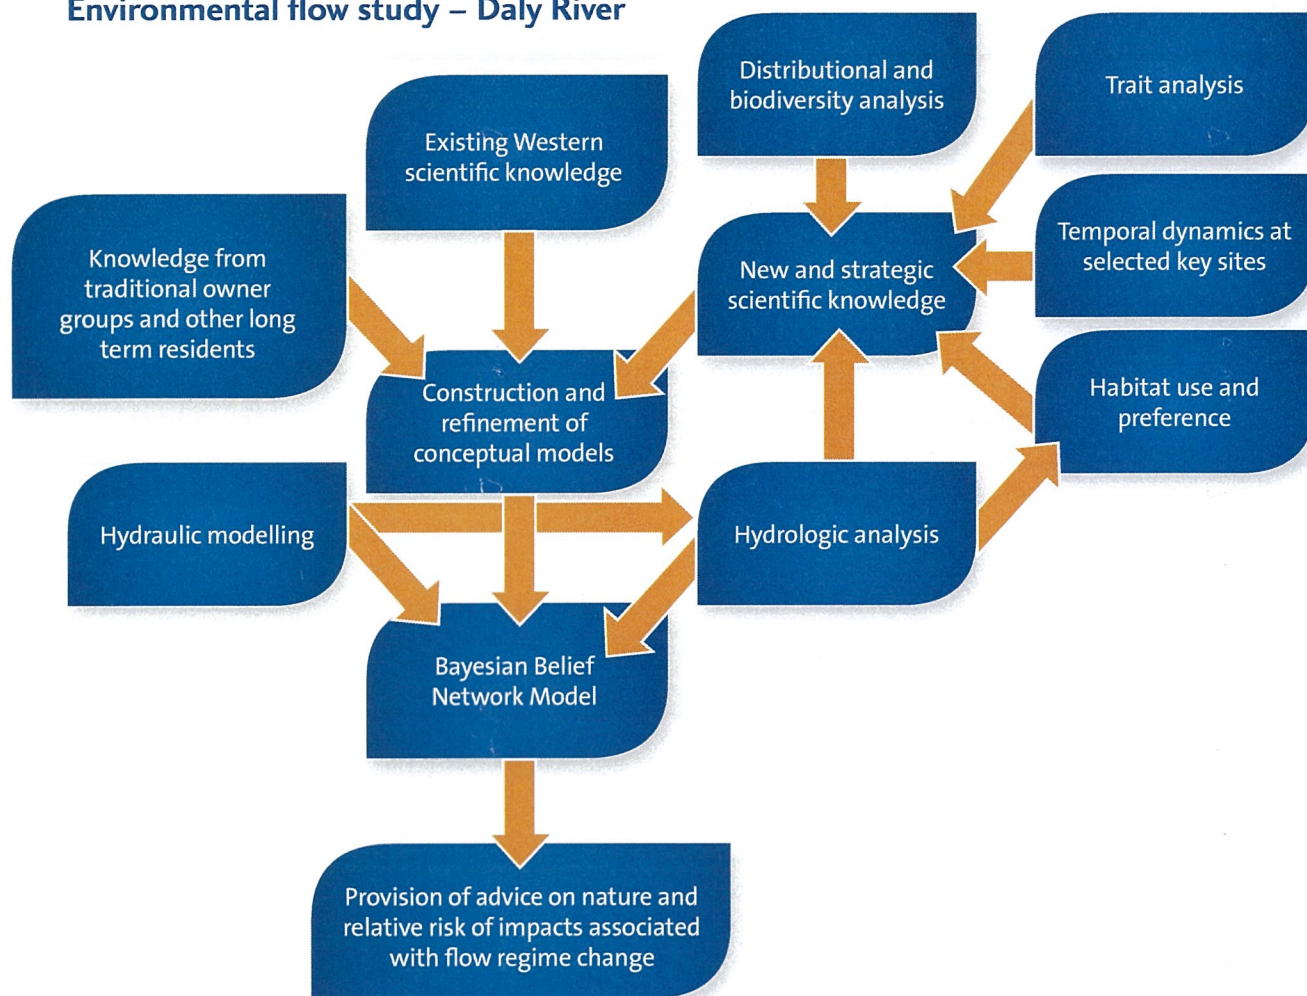 Environmental flow study – Daly River
Distributional and
biodiversity analysis
Trait analysis
Existing Western
scientific knowledge
Knowledge from
traditional owner
groups and other long
term residents
New and strategic
scientific knowledge
Temporal dynamics at
selected key sites
Construction and
refinement of
conceptual models
Habitat use and
preference
Hydraulic modelling
Hydrologic analysis
Bayesian Belief
Network Model
Provision of advice on nature and
relative risk of impacts associated
with flow regime change